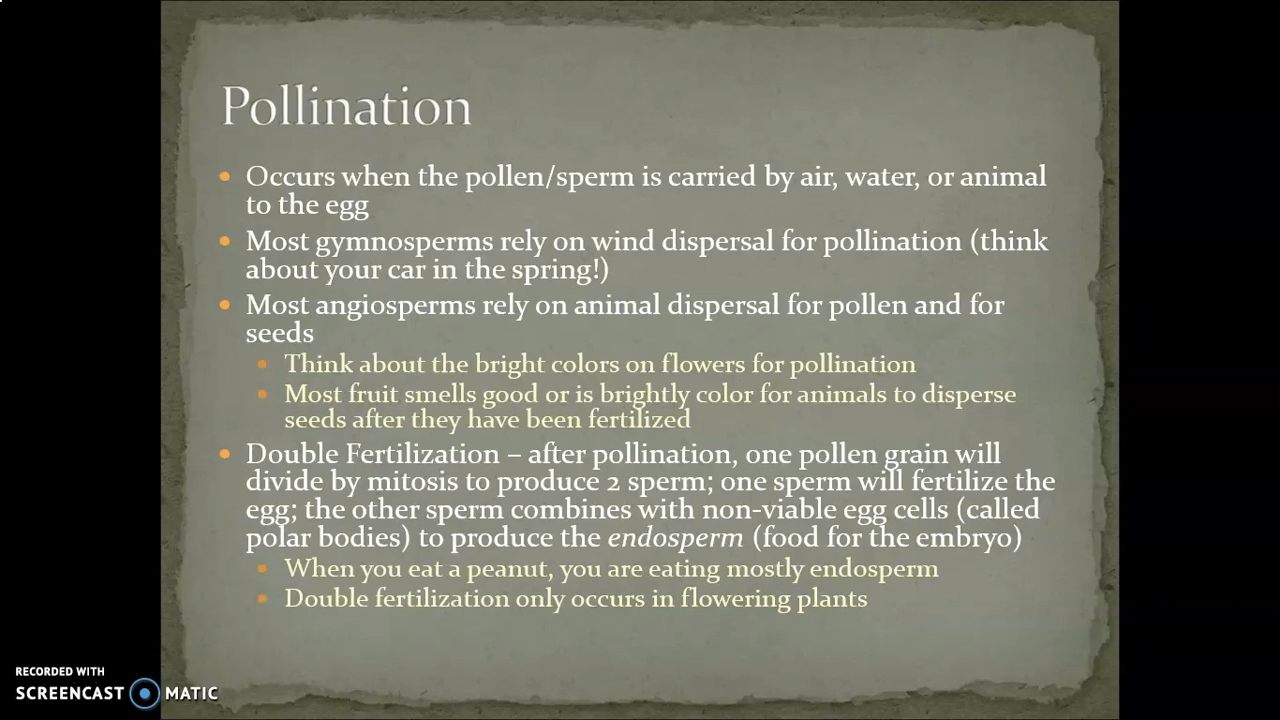 Pollination
• Occurs when the pollen/sperm is carried by air, water, or animal
to the egg
• Most gymnosperms rely on wind dispersal for pollination (think
about your car in the spring!)
• Most angiosperms rely on animal dispersal for pollen and for
seeds
• Think about the bright colors on flowers for pollination
• Most fruit smells good or is brightly color for animals to disperse
seeds after they have been fertilized
• Double Fertilization – after pollination, one pollen grain will
divide by mitosis to produce 2 sperm; one sperm will fertilize the
egg; the other sperm combines with non-viable egg cells (called
polar bodies) to produce the endosperm (food for the embryo)
• When you eat a peanut, you are eating mostly endosperm
• Double fertilization only occurs in flowering plants
RECORDED WITH
SCREENCAST MATIC